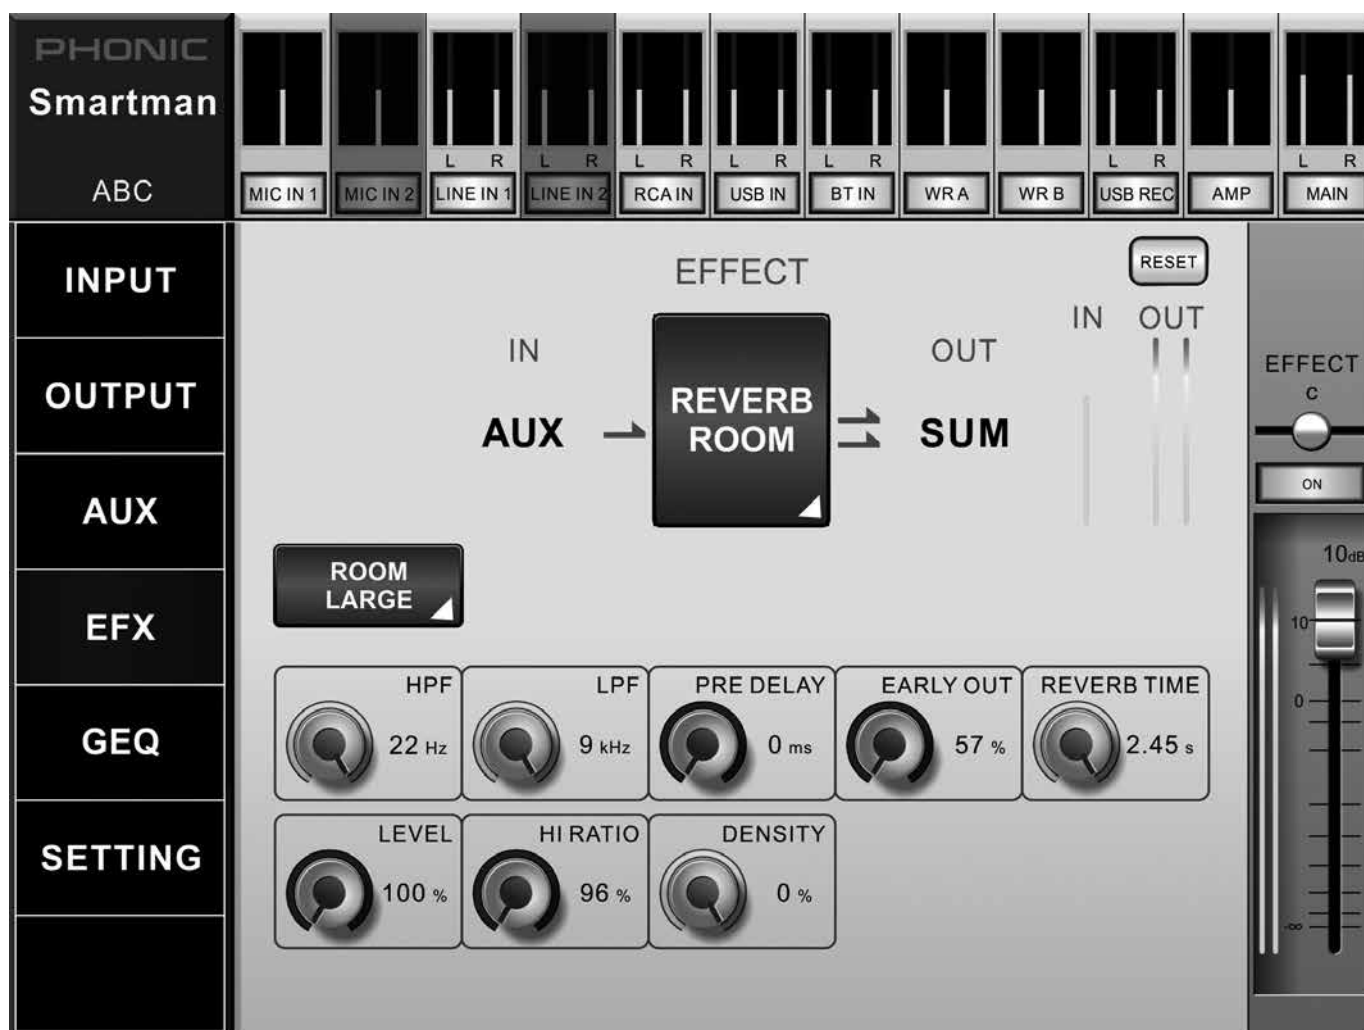 PHONIC
Smartman
ABC
L R L R L R L R L R L R L R
MIC IN 1 MIC IN 2 LINE IN 1 LINE IN 2 RCA IN USB IN BT IN WR A WR B USB REC AMP MAIN
INPUT
OUTPUT
AUX
EFX
GEQ
SETTING
EFFECT
RESET
IN
AUX
REVERB
ROOM
OUT
SUM
IN OUT
ROOM
LARGE
HPF
22 Hz
LPF
9 kHz
PRE DELAY
0 ms
EARLY OUT
57 %
REVERB TIME
2.45 s
LEVEL
100 %
HI RATIO
96 %
DENSITY
0 %
EFFECT
C
ON
10dB
10
0
-∞